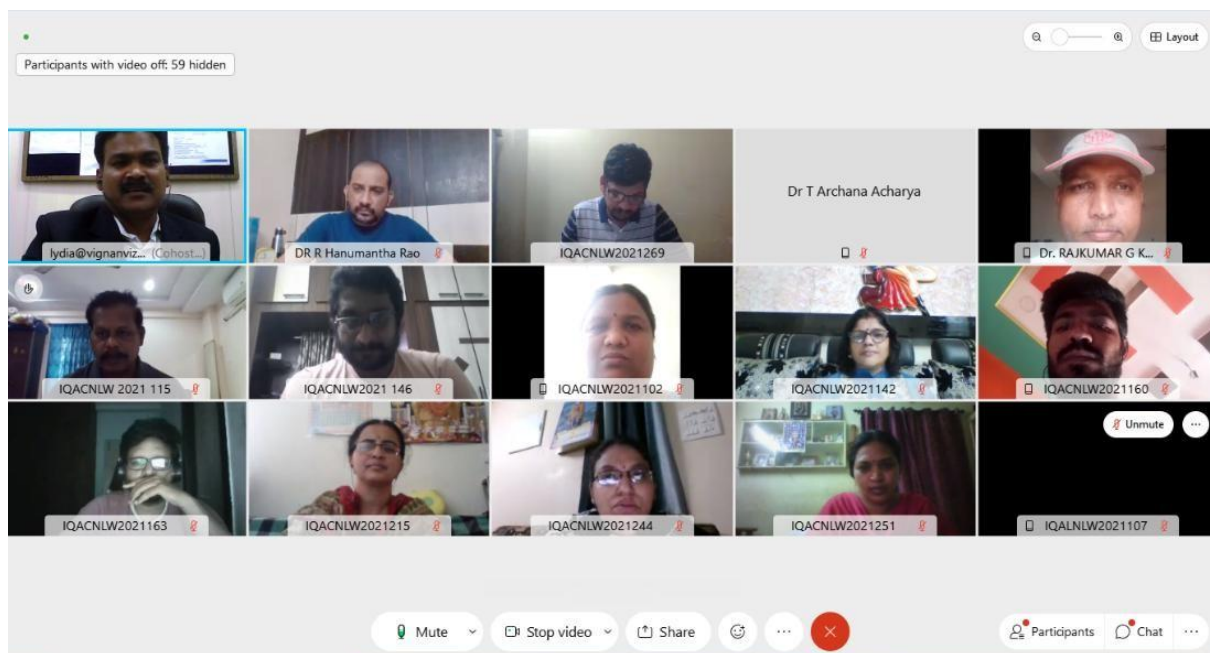 Layout
Participants with video off: 59 hidden
lydia@vignanviz... (Cohost...)
DR R Hanumantha Rao
IQACNLW2021269
Dr T Archana Acharya
Dr. RAJKUMAR G K...
IQACNLW 2021 115
IQACNLW2021 146
IQACNLW2021102
IQACNLW2021142
IQACNLW2021160
Unmute
IQACNLW2021163
IQACNLW2021215
IQACNLW2021244
IQACNLW2021251
IQALNLW2021107
Mute
Stop video
Share
Participants
Chat